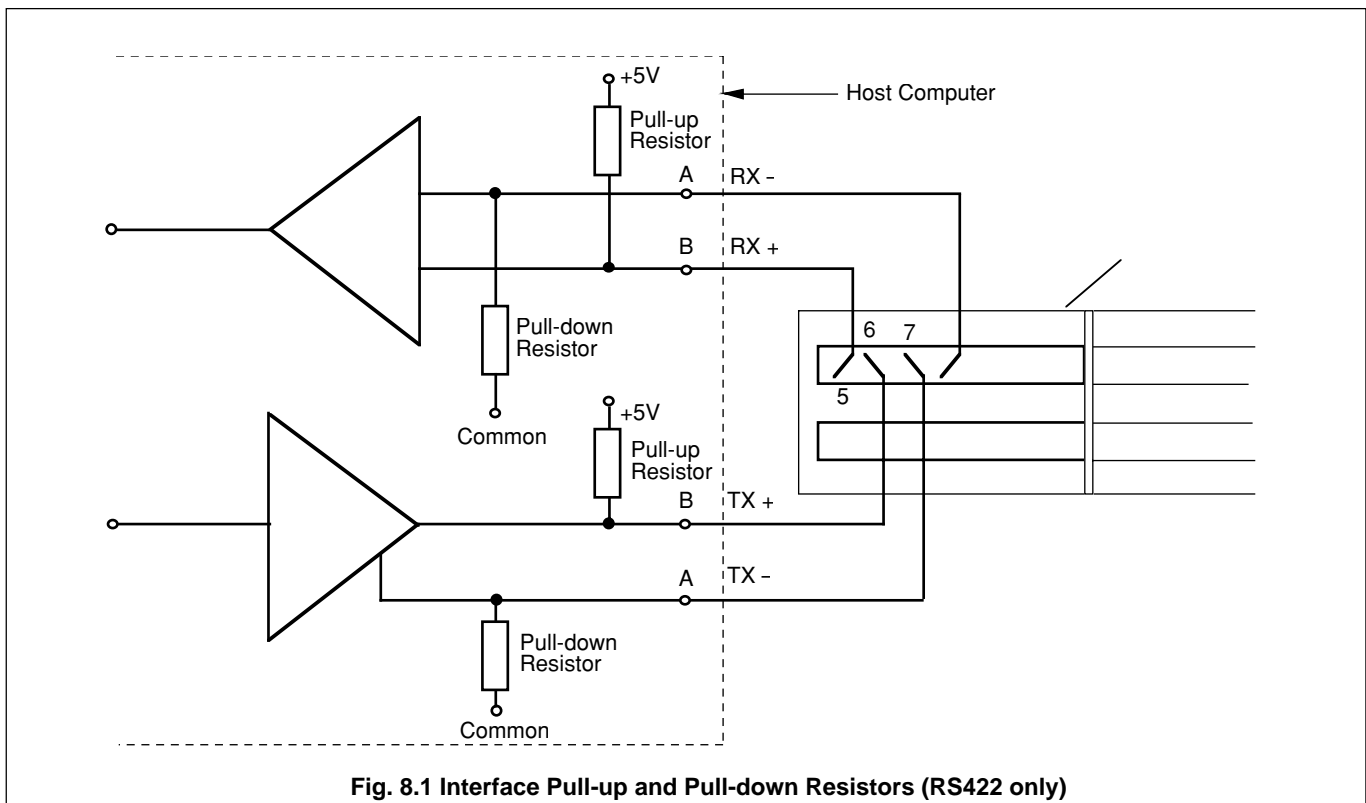 +5V
Host Computer
Pull-up
Resistor
A
RX -
B
RX +
6
7
5
Pull-down
Resistor
Common
+5V
Pull-up
Resistor
B
TX +
A
TX -
Pull-down
Resistor
Common
Fig. 8.1 Interface Pull-up and Pull-down Resistors (RS422 only)